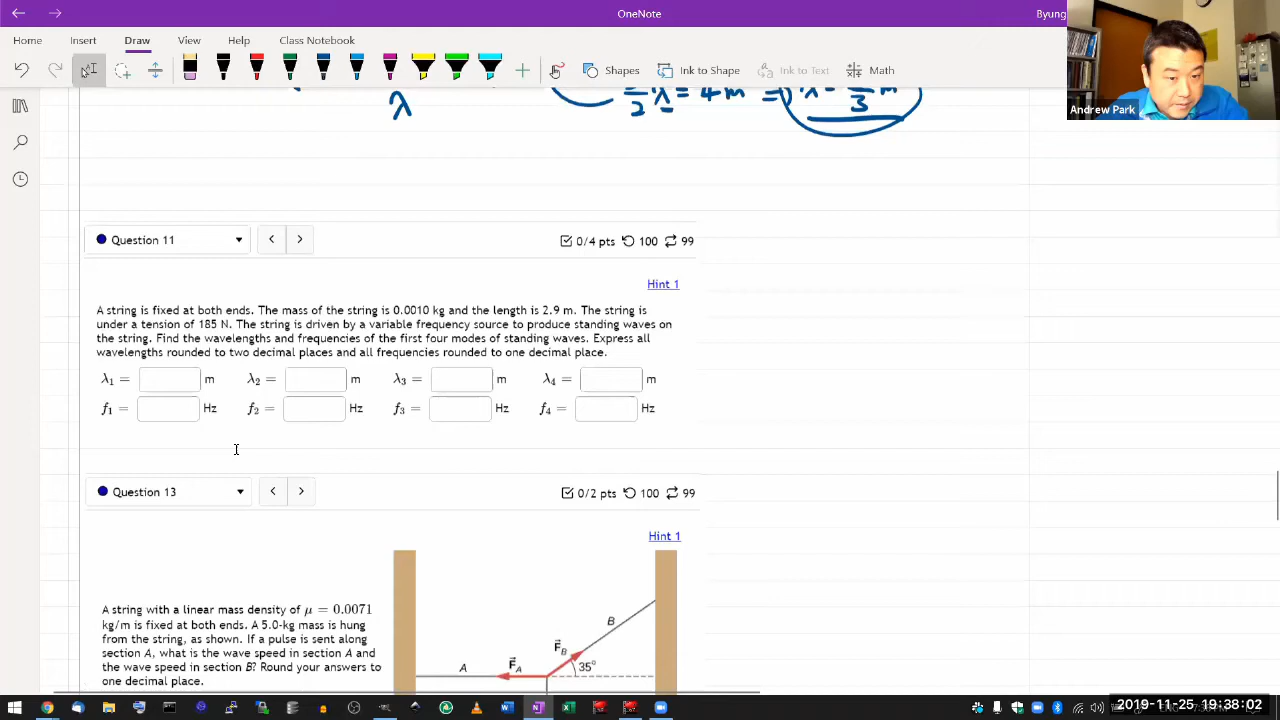 OneNote
Byung
Home Insert Draw View Help Class Notebook
Shapes Ink to Shape Ink to Text Math
Andrew Park
λ
λ = 4m =
Question 11
0/4 pts 100 99
Hint 1
A string is fixed at both ends. The mass of the string is 0.0010 kg and the length is 2.9 m. The string is
under a tension of 185 N. The string is driven by a variable frequency source to produce standing waves on
the string. Find the wavelengths and frequencies of the first four modes of standing waves. Express all
wavelengths rounded to two decimal places and all frequencies rounded to one decimal place.
λ₁ = m λ₂ = m λ₃ = m λ₄ = m
f₁ = Hz f₂ = Hz f₃ = Hz f₄ = Hz
Question 13
0/2 pts 100 99
Hint 1
A string with a linear mass density of μ = 0.0071
kg/m is fixed at both ends. A 5.0-kg mass is hung
from the string, as shown. If a pulse is sent along
section A, what is the wave speed in section A and
the wave speed in section B? Round your answers to
one decimal place.
B
F⃗B
35°
A
F⃗A
2019-11-25 19:38:02